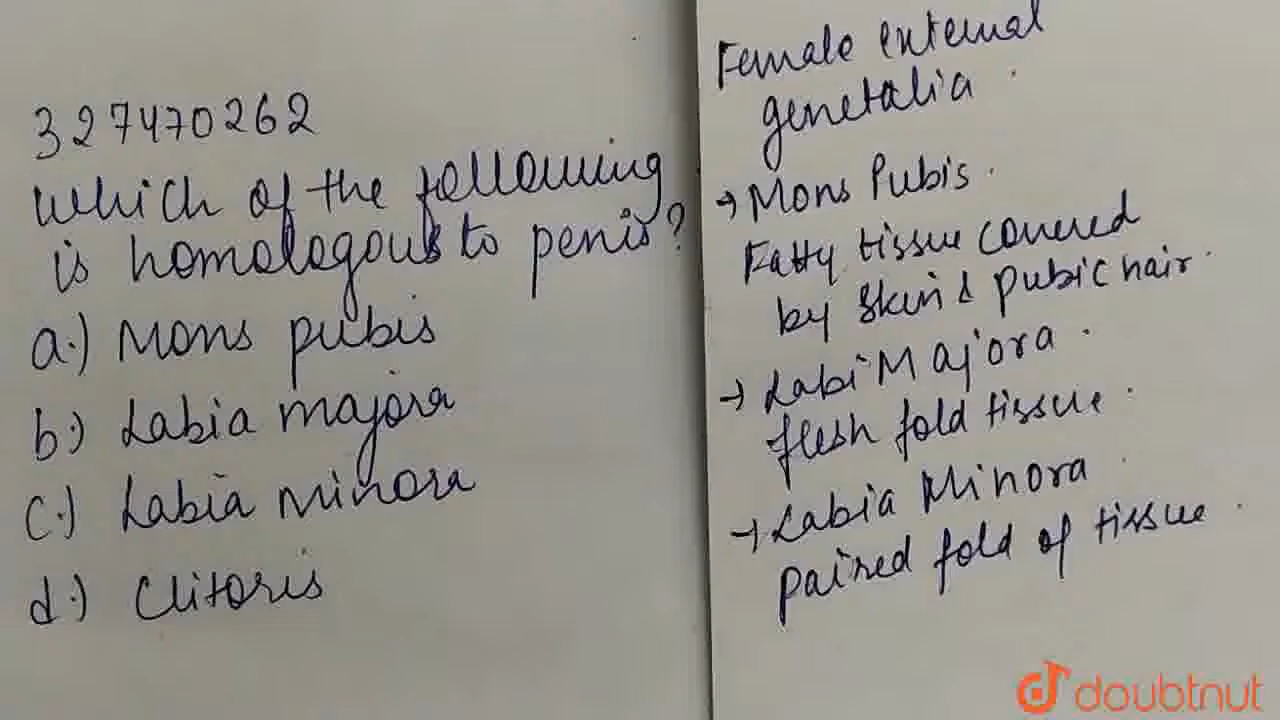 327470262
Which of the following
is homologous to penis?
a.) Mons pubis
b.) Labia majora
c.) Labia Minora
d.) Clitoris
Female external
genetalia.
→ Mons Pubis.
Fatty tissue covered
by skin & pubic hair.
→ Labi Majora.
flesh fold tissue.
→ Labia Minora.
paired fold of tissue.
doubtnut